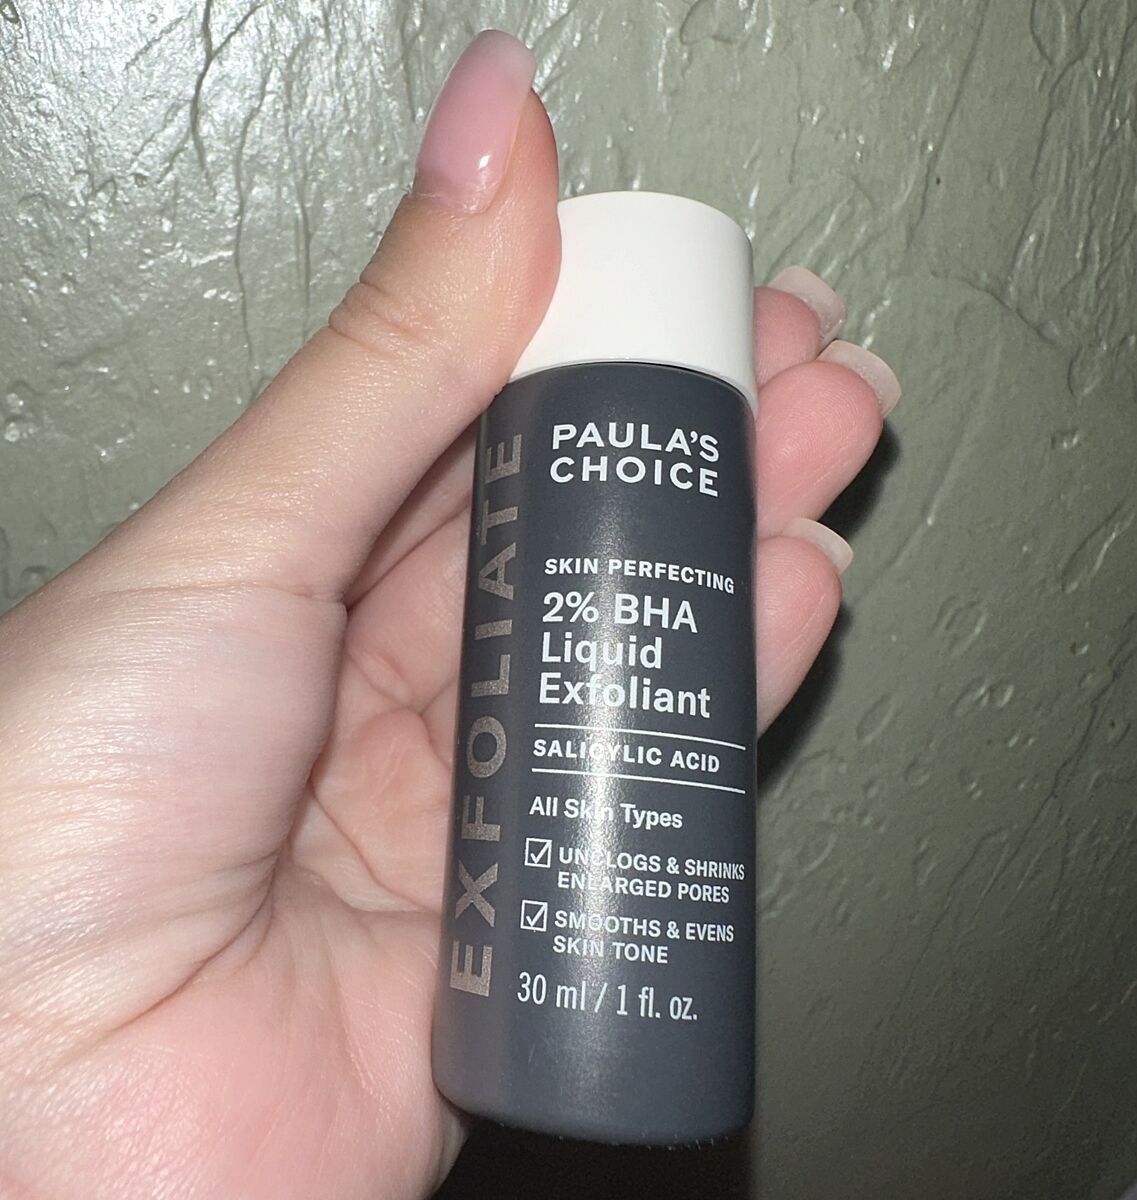 EXFOLIATE
PAULA'S
CHOICE
SKIN PERFECTING
2% BHA
Liquid
Exfoliant
SALICYLIC ACID
All Skin Types
UNCLOGS & SHRINKS
ENLARGED PORES
SMOOTHS & EVENS
SKIN TONE
30 ml / 1 fl. oz.